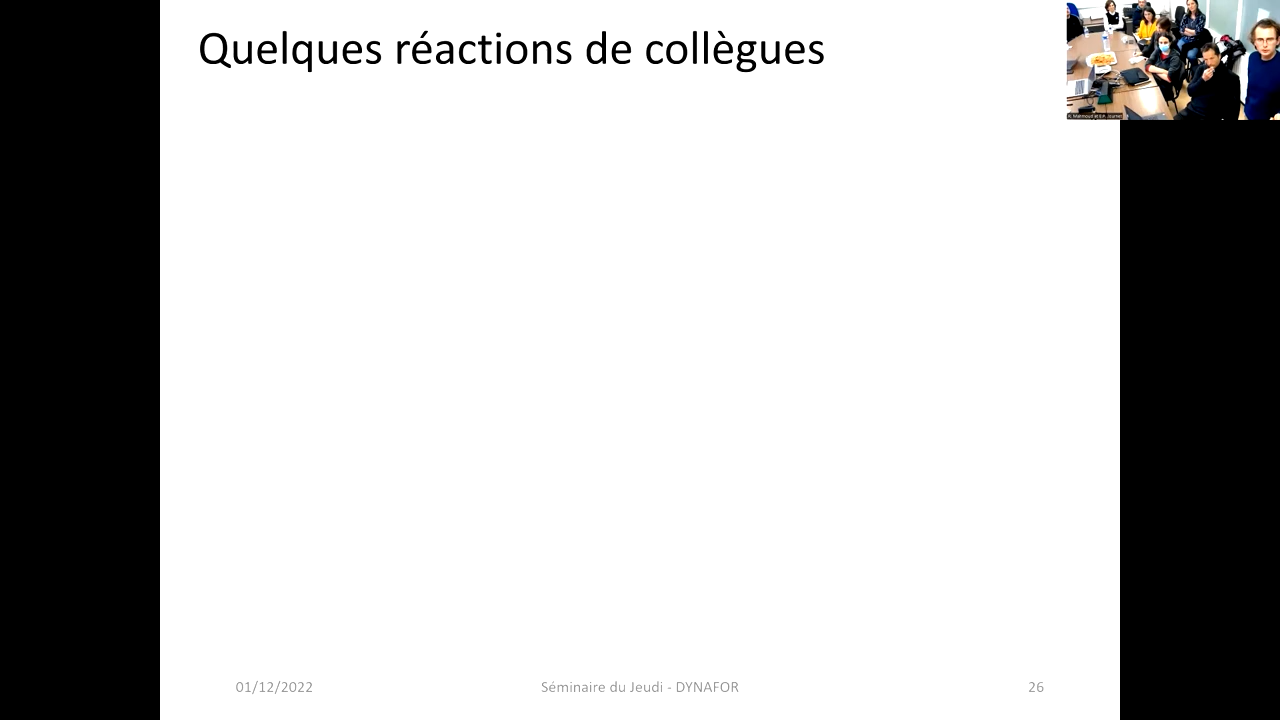 Quelques réactions de collègues
01/12/2022
Séminaire du Jeudi - DYNAFOR
26